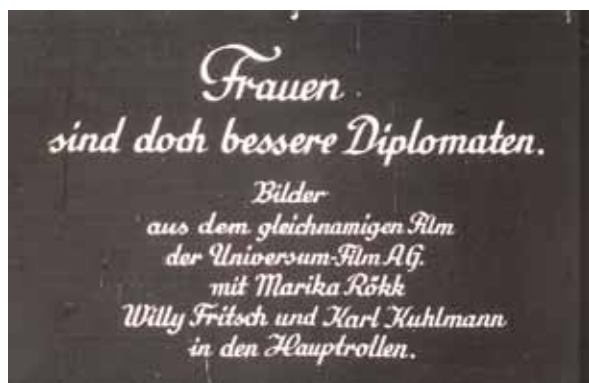 Frauen
sind doch bessere Diplomaten.
Bilder
aus dem gleichnamigen Film
der Universum-Film A.G.
mit Marika Rökk
Willy Fritsch und Karl Kuhlmann
in den Hauptrollen.